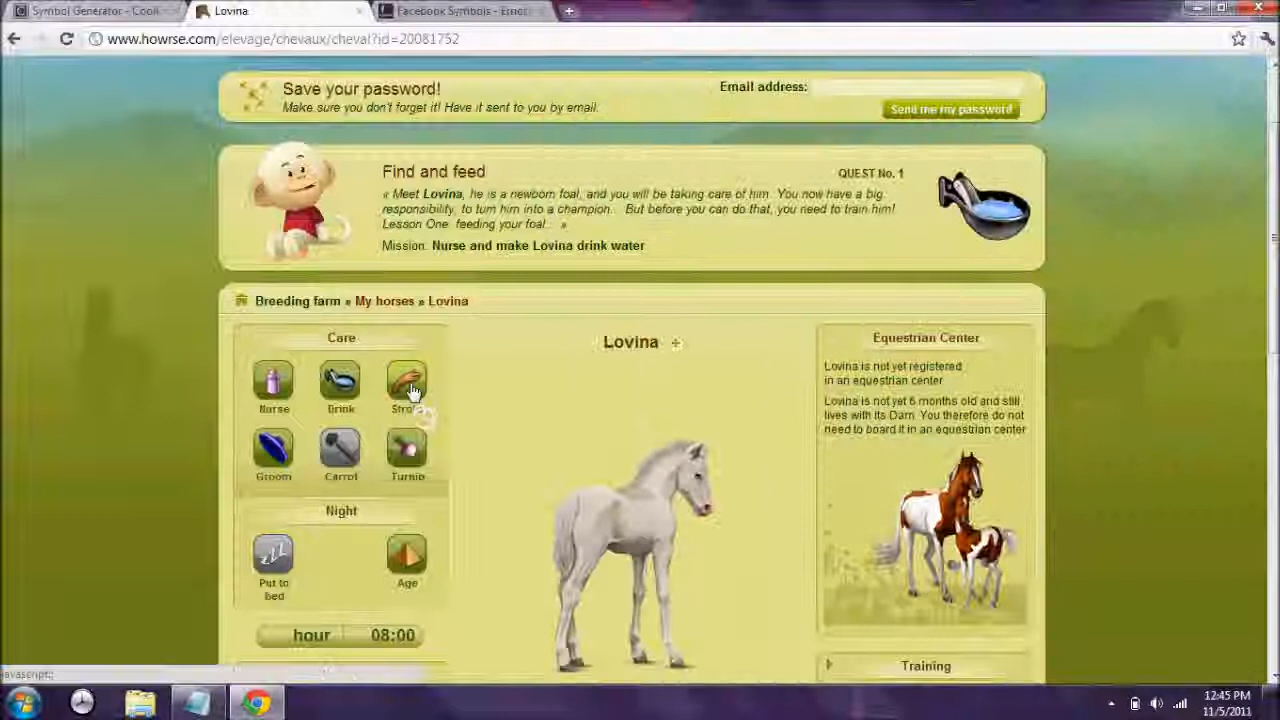 Symbol Generator - Cool
Lovina
Facebook Symbols - Emot
www.howrse.com/elevage/chevaux/cheval?id=20081752
Save your password!
Make sure you don't forget it! Have it sent to you by email.
Email address:
Send me my password
Find and feed
QUEST No. 1
« Meet Lovina, he is a newborn foal, and you will be taking care of him. You now have a big
responsibility, to turn him into a champion... But before you can do that, you need to train him!
Lesson One: feeding your foal... »
Mission: Nurse and make Lovina drink water
Breeding farm » My horses » Lovina
Care
Nurse Drink Stroke
Groom Carrot Turnip
Night
Put to
bed
Age
hour 08:00
Lovina +
Equestrian Center
Lovina is not yet registered
in an equestrian center
Lovina is not yet 6 months old and still
lives with its Dam. You therefore do not
need to board it in an equestrian center
Training
javascript:;
12:45 PM
11/5/2011